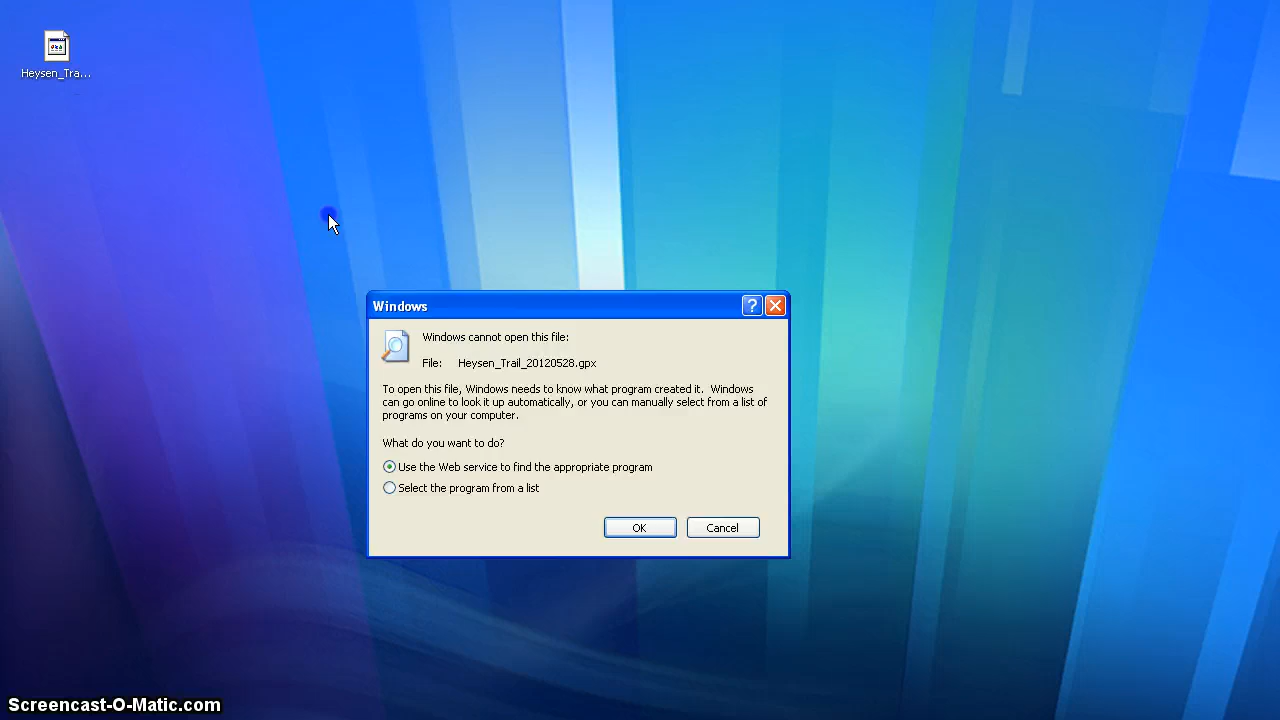 Heysen_Tra...
Windows
Windows cannot open this file:
File: Heysen_Trail_20120528.gpx
To open this file, Windows needs to know what program created it. Windows
can go online to look it up automatically, or you can manually select from a list of
programs on your computer.
What do you want to do?
Use the Web service to find the appropriate program
Select the program from a list
OK Cancel
Screencast-O-Matic.com